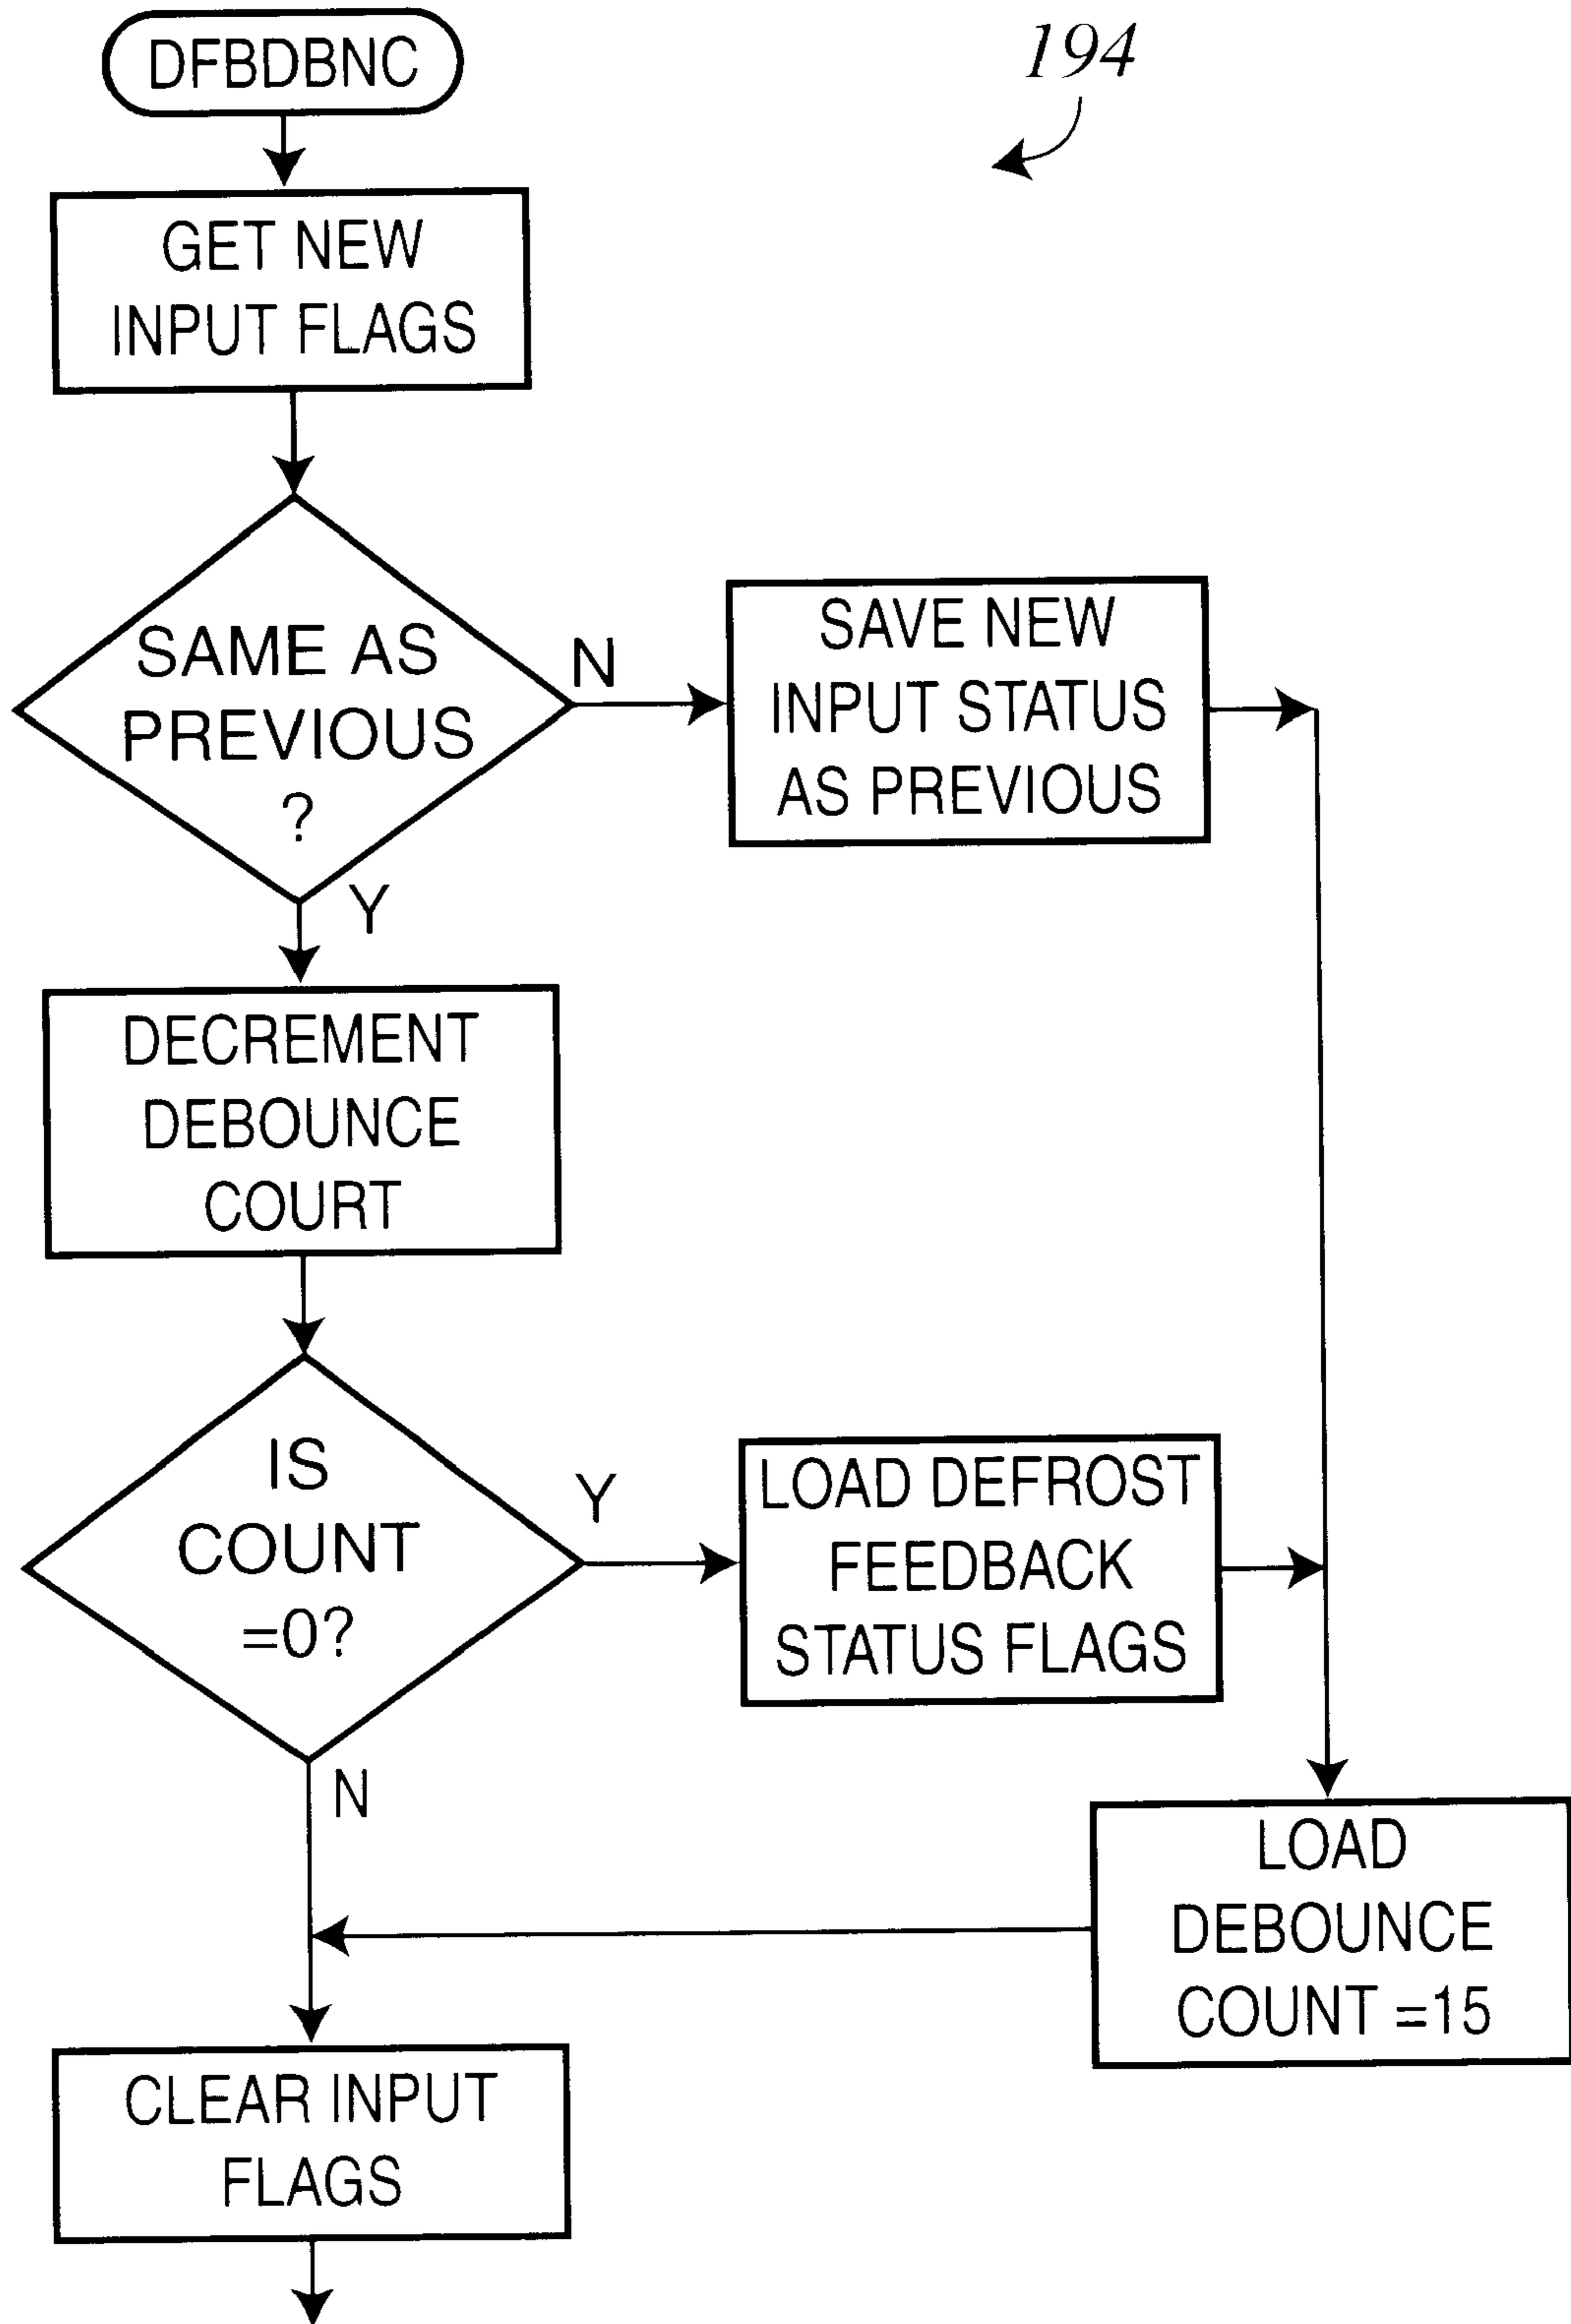 DFBDBNC
194
GET NEW
INPUT FLAGS
SAME AS
PREVIOUS
?
N
SAVE NEW
INPUT STATUS
AS PREVIOUS
Y
DECREMENT
DEBOUNCE
COURT
IS
COUNT
=0?
Y
LOAD DEFROST
FEEDBACK
STATUS FLAGS
N
LOAD
DEBOUNCE
COUNT =15
CLEAR INPUT
FLAGS